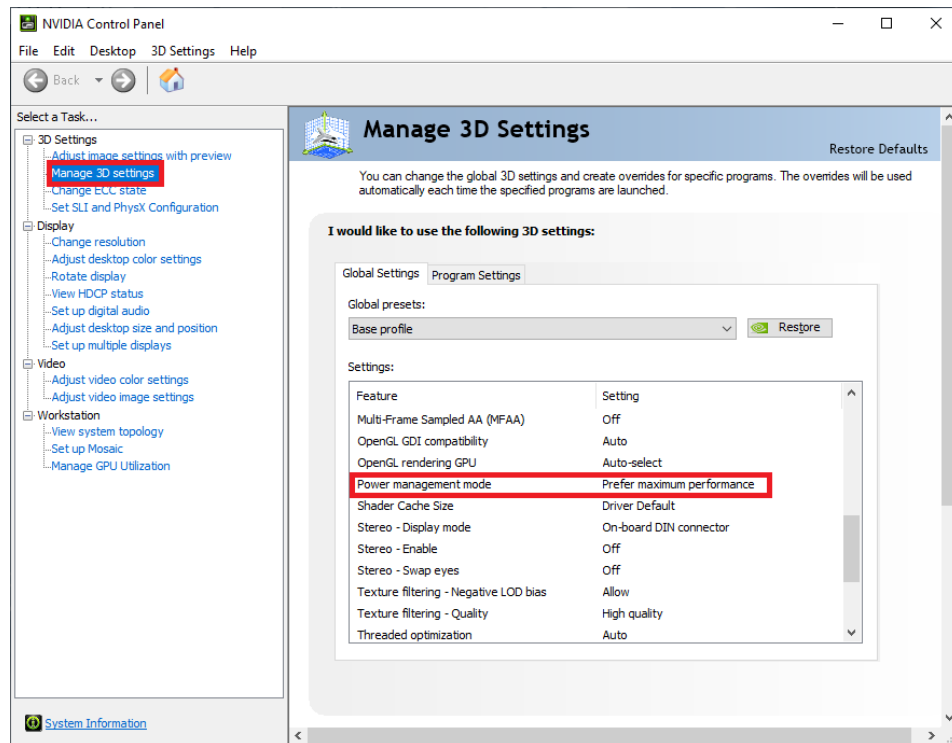 NVIDIA Control Panel
File Edit Desktop 3D Settings Help
Back
Select a Task...
3D Settings
Adjust image settings with preview
Manage 3D settings
Change ECC state
Set SLI and PhysX Configuration
Display
Change resolution
Adjust desktop color settings
Rotate display
View HDCP status
Set up digital audio
Adjust desktop size and position
Set up multiple displays
Video
Adjust video color settings
Adjust video image settings
Workstation
View system topology
Set up Mosaic
Manage GPU Utilization
System Information
Manage 3D Settings
Restore Defaults
You can change the global 3D settings and create overrides for specific programs. The overrides will be used
automatically each time the specified programs are launched.
I would like to use the following 3D settings:
Global Settings Program Settings
Global presets:
Base profile Restore
Settings:
Feature Setting
Multi-Frame Sampled AA (MFAA) Off
OpenGL GDI compatibility Auto
OpenGL rendering GPU Auto-select
Power management mode Prefer maximum performance
Shader Cache Size Driver Default
Stereo - Display mode On-board DIN connector
Stereo - Enable Off
Stereo - Swap eyes Off
Texture filtering - Negative LOD bias Allow
Texture filtering - Quality High quality
Threaded optimization Auto